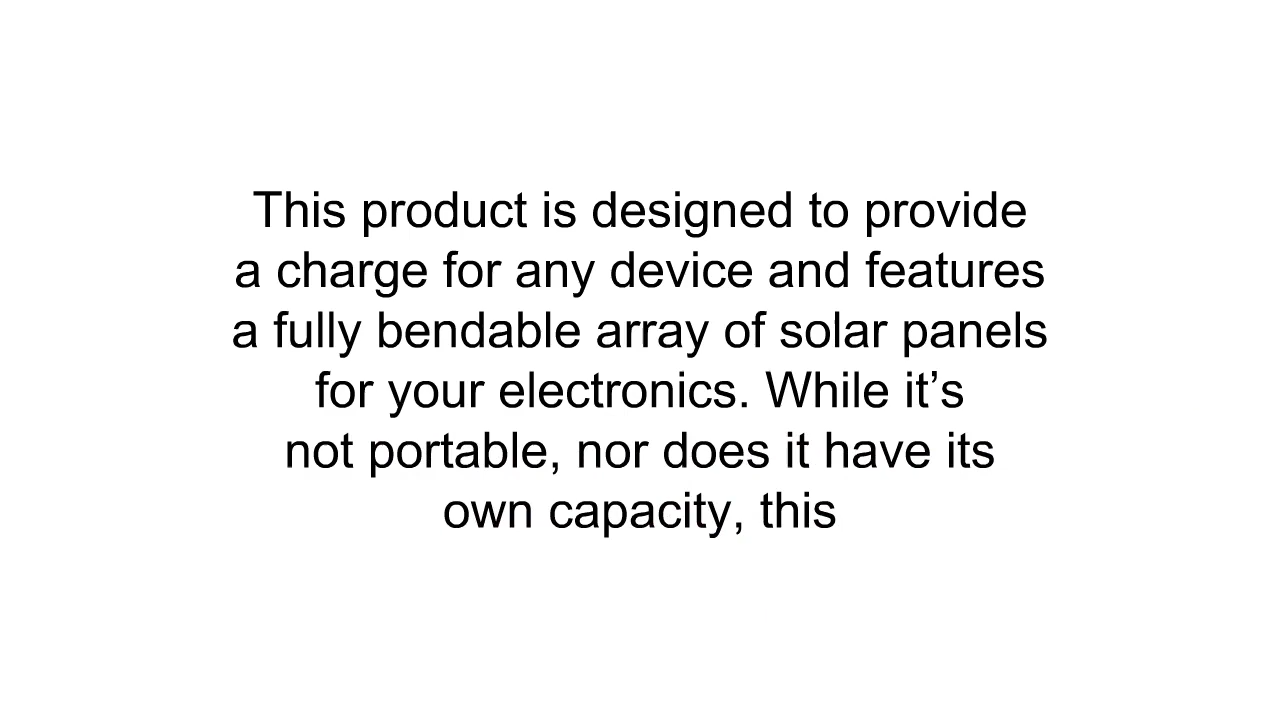 This product is designed to provide
a charge for any device and features
a fully bendable array of solar panels
for your electronics. While it’s
not portable, nor does it have its
own capacity, this